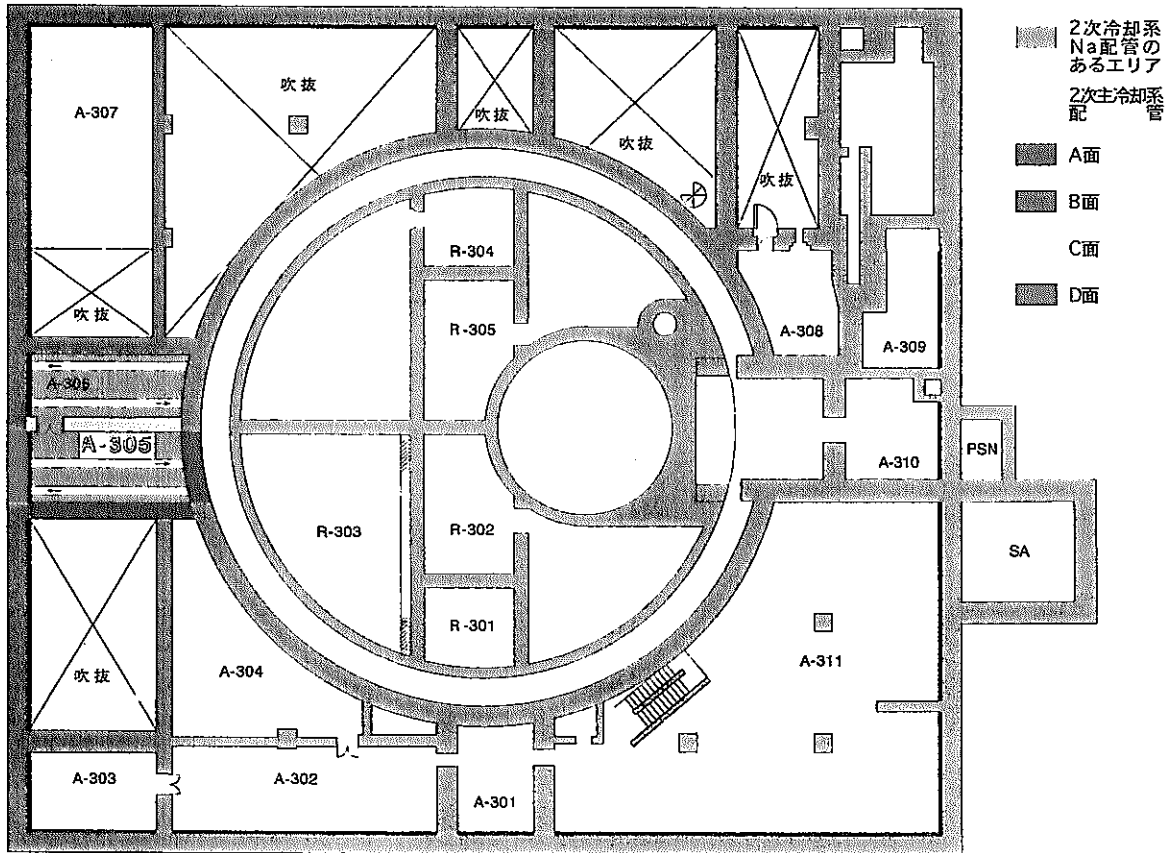 2次冷却系
Na配管の
あるエリア
2次主冷却系
配管
A面
B面
C面
D面
A-307
吹抜
吹抜
吹抜
吹抜
吹抜
R-304
R-305
A-308
A-309
A-306
A-305
A-310
PSN
R-303
R-302
SA
R-301
吹抜
A-304
A-311
A-303
A-302
A-301